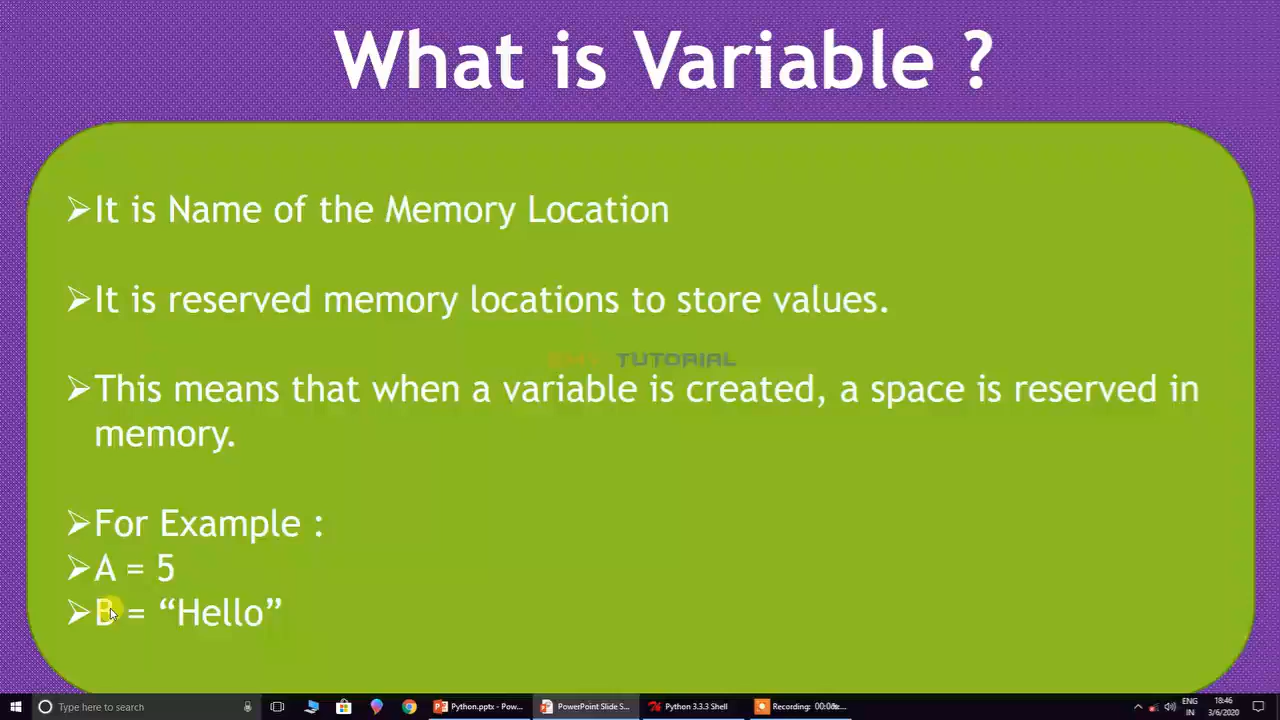 What is Variable ?
➢It is Name of the Memory Location
➢It is reserved memory locations to store values.
TUTORIAL
➢This means that when a variable is created, a space is reserved in
memory.
➢For Example :
➢A = 5
➢B = “Hello”
Type here to search
Python.pptx - Pow...
PowerPoint Slide S...
Python 3.3.3 Shell
Recording:
ENG
IN
18:46
3/6/2020